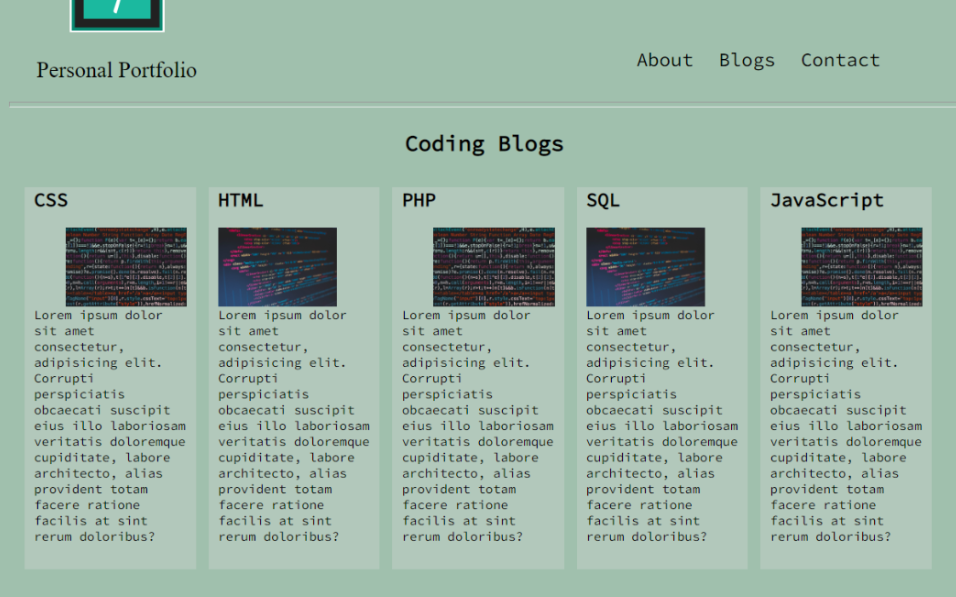 Personal Portfolio
About Blogs Contact
Coding Blogs
CSS
Lorem ipsum dolor
sit amet
consectetur,
adipisicing elit.
Corrupti
perspiciatis
obcaecati suscipit
eius illo laboriosam
veritatis doloremque
cupiditate, labore
architecto, alias
provident totam
facere ratione
facilis at sint
rerum doloribus?
HTML
Lorem ipsum dolor
sit amet
consectetur,
adipisicing elit.
Corrupti
perspiciatis
obcaecati suscipit
eius illo laboriosam
veritatis doloremque
cupiditate, labore
architecto, alias
provident totam
facere ratione
facilis at sint
rerum doloribus?
PHP
Lorem ipsum dolor
sit amet
consectetur,
adipisicing elit.
Corrupti
perspiciatis
obcaecati suscipit
eius illo laboriosam
veritatis doloremque
cupiditate, labore
architecto, alias
provident totam
facere ratione
facilis at sint
rerum doloribus?
SQL
Lorem ipsum dolor
sit amet
consectetur,
adipisicing elit.
Corrupti
perspiciatis
obcaecati suscipit
eius illo laboriosam
veritatis doloremque
cupiditate, labore
architecto, alias
provident totam
facere ratione
facilis at sint
rerum doloribus?
JavaScript
Lorem ipsum dolor
sit amet
consectetur,
adipisicing elit.
Corrupti
perspiciatis
obcaecati suscipit
eius illo laboriosam
veritatis doloremque
cupiditate, labore
architecto, alias
provident totam
facere ratione
facilis at sint
rerum doloribus?